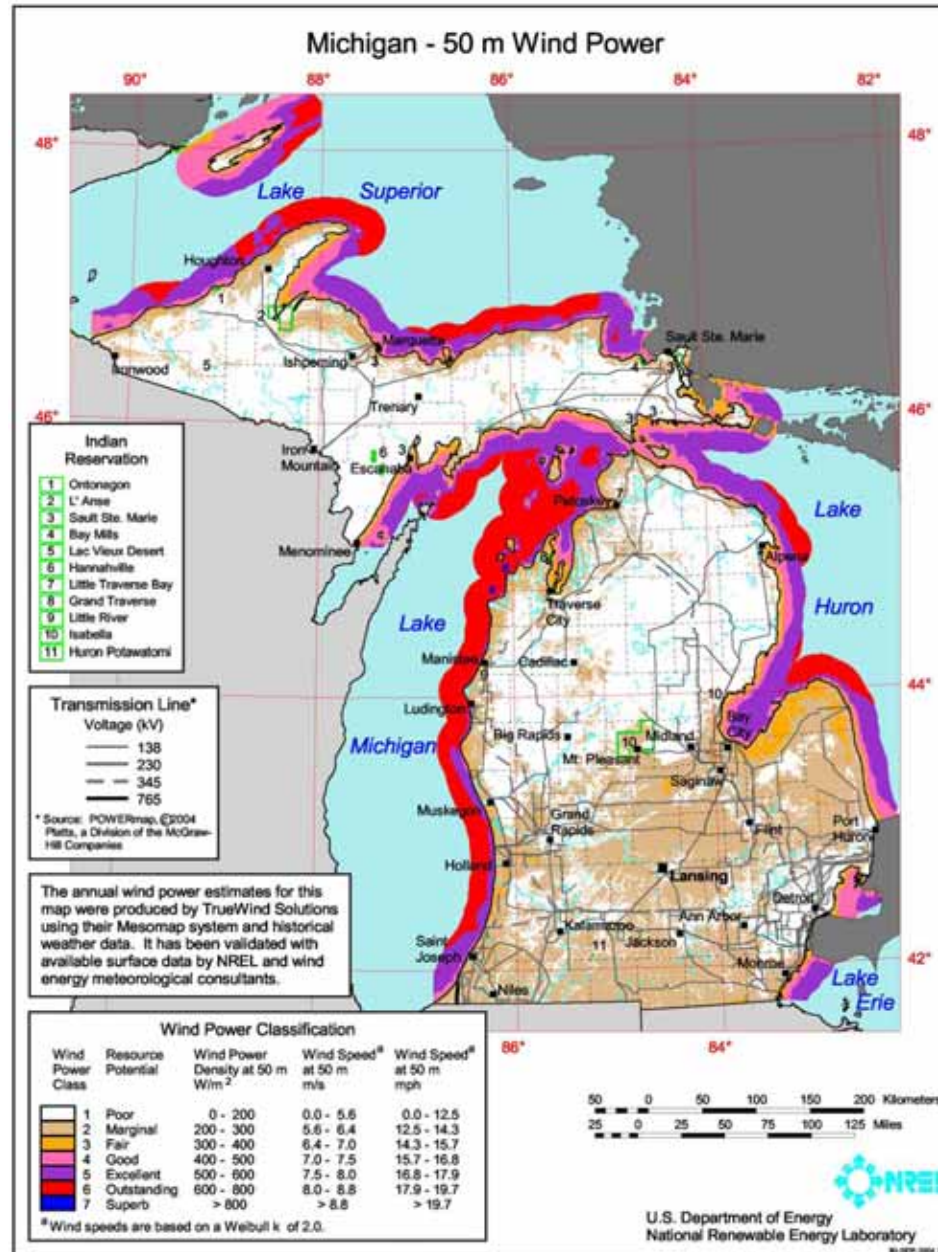 Michigan - 50 m Wind Power
90° 88° 86° 84° 82°
48° 48°
Lake Superior
Houghton
1
2
Marquette
Sault Ste. Marie
Ironwood
Ishpeming
3
4
3
5
Trenary
46° 46°
3
3
Iron Mountain
6
3
Escanaba
Petoskey
7
Menominee
Lake
Huron
Alpena
8
Traverse City
Lake
Michigan
Manistee
9
Cadillac
44° 44°
10
Ludington
Bay City
Big Rapids
10
Midland
Mt. Pleasant
Saginaw
Muskegon
Grand Rapids
Flint
Port Huron
Holland
Lansing
Detroit
Ann Arbor
Kalamazoo
Jackson
11
Saint Joseph
Monroe
42° 42°
Niles
Lake Erie
86° 84°
Indian
Reservation
1 Ontonagon
2 L' Anse
3 Sault Ste. Marie
4 Bay Mills
5 Lac Vieux Desert
6 Hannahville
7 Little Traverse Bay
8 Grand Traverse
9 Little River
10 Isabella
11 Huron Potawatomi
Transmission Line*
Voltage (kV)
138
230
345
765
* Source: POWERmap, ©2004
Platts, a Division of the McGraw-
Hill Companies
The annual wind power estimates for this
map were produced by TrueWind Solutions
using their Mesomap system and historical
weather data. It has been validated with
available surface data by NREL and wind
energy meteorological consultants.
Wind Power Classification
Wind Power Class Resource Potential Wind Power Density at 50 m W/m² Wind Speed a at 50 m m/s Wind Speed a at 50 m mph
1 Poor 0 - 200 0.0 - 5.6 0.0 - 12.5
2 Marginal 200 - 300 5.6 - 6.4 12.5 - 14.3
3 Fair 300 - 400 6.4 - 7.0 14.3 - 15.7
4 Good 400 - 500 7.0 - 7.5 15.7 - 16.8
5 Excellent 500 - 600 7.5 - 8.0 16.8 - 17.9
6 Outstanding 600 - 800 8.0 - 8.8 17.9 - 19.7
7 Superb > 800 > 8.8 > 19.7
a Wind speeds are based on a Weibull k of 2.0.
50 0 50 100 150 200 Kilometers
25 0 25 50 75 100 125 Miles
NREL
U.S. Department of Energy
National Renewable Energy Laboratory